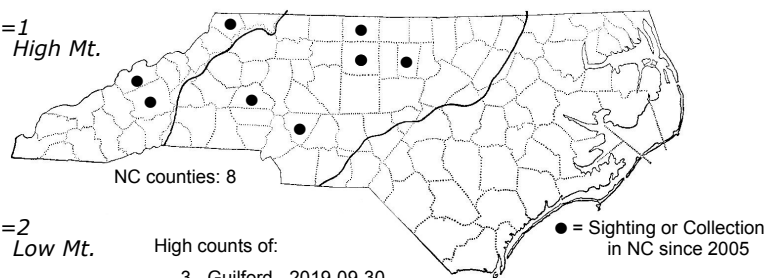 =1
High Mt.
NC counties: 8
=2
Low Mt.
High counts of:
● = Sighting or Collection
in NC since 2005
3 - Guilford - 2019-09-30